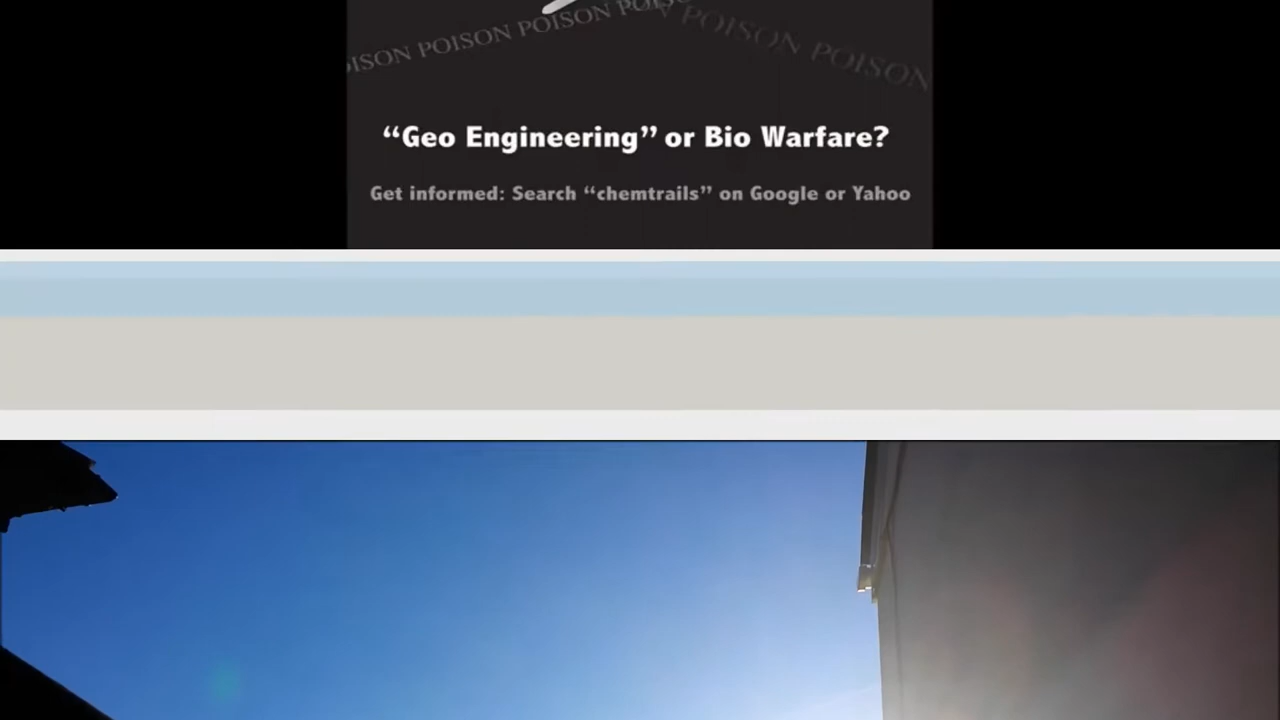 POISON POISON POISON POISON POISON
“Geo Engineering” or Bio Warfare?
Get informed: Search “chemtrails” on Google or Yahoo